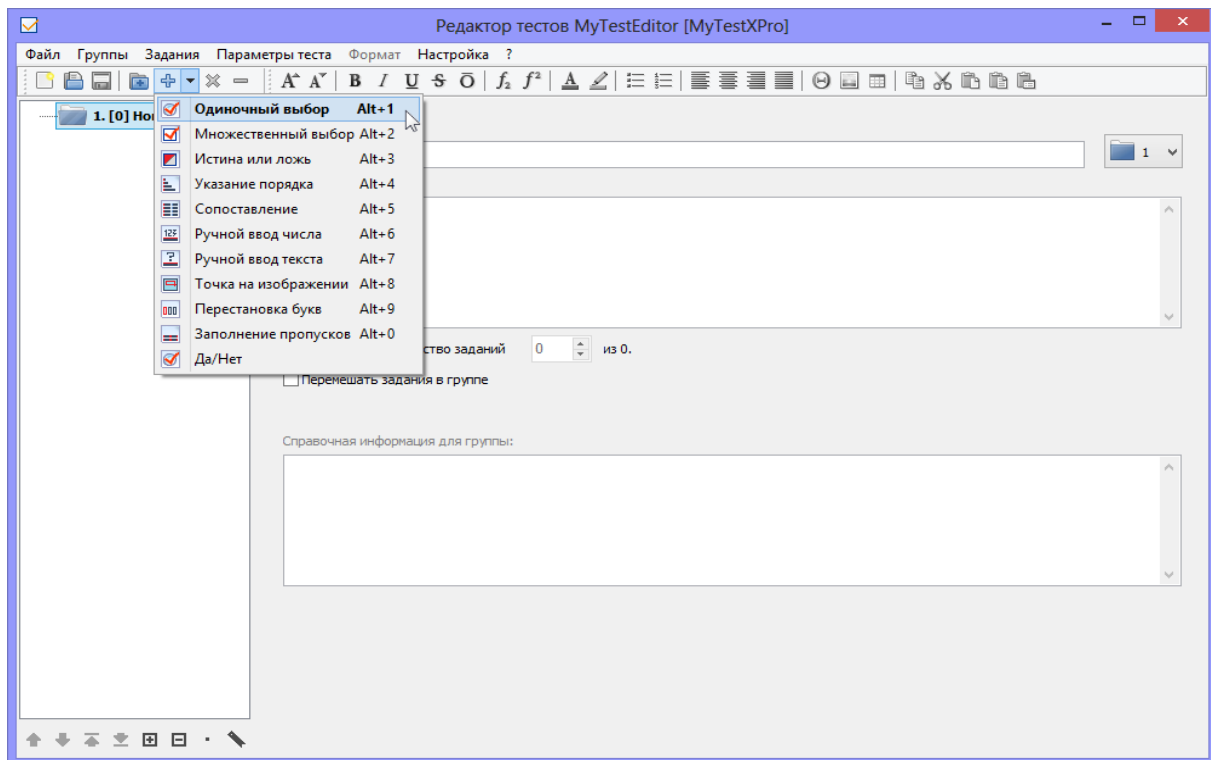 Редактор тестов MyTestEditor [MyTestXPro]
Файл Группы Задания Параметры теста Формат Настройка ?
1. [0] Но
Одиночный выбор Alt+1
Множественный выбор Alt+2
Истина или ложь Alt+3
Указание порядка Alt+4
Сопоставление Alt+5
Ручной ввод числа Alt+6
Ручной ввод текста Alt+7
Точка на изображении Alt+8
Перестановка букв Alt+9
Заполнение пропусков Alt+0
Да/Нет
1
ство заданий 0 из 0.
Перемешать задания в группе
Справочная информация для группы: